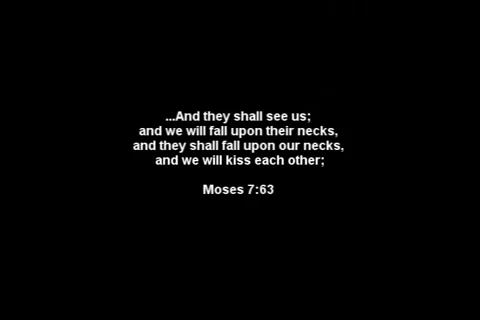 ...And they shall see us;
and we will fall upon their necks,
and they shall fall upon our necks,
and we will kiss each other;
Moses 7:63